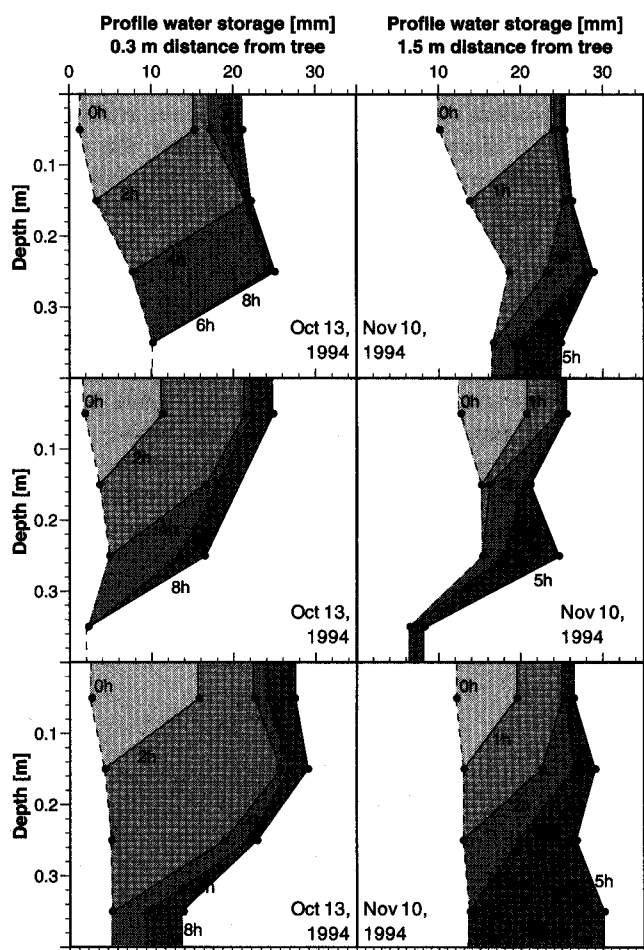 Profile water storage [mm]
0.3 m distance from tree
Profile water storage [mm]
1.5 m distance from tree
0 10 20 30
10 20 30
Depth [m]
0.1
0.2
0.3
0h
2h
6h
8h
Oct 13,
1994
0h
1h
5h
Nov 10,
1994
Depth [m]
0.1
0.2
0.3
0h
2h
8h
Oct 13,
1994
0h
1h
5h
Nov 10,
1994
Depth [m]
0.1
0.2
0.3
0h
2h
8h
Oct 13,
1994
0h
1h
5h
Nov 10,
1994